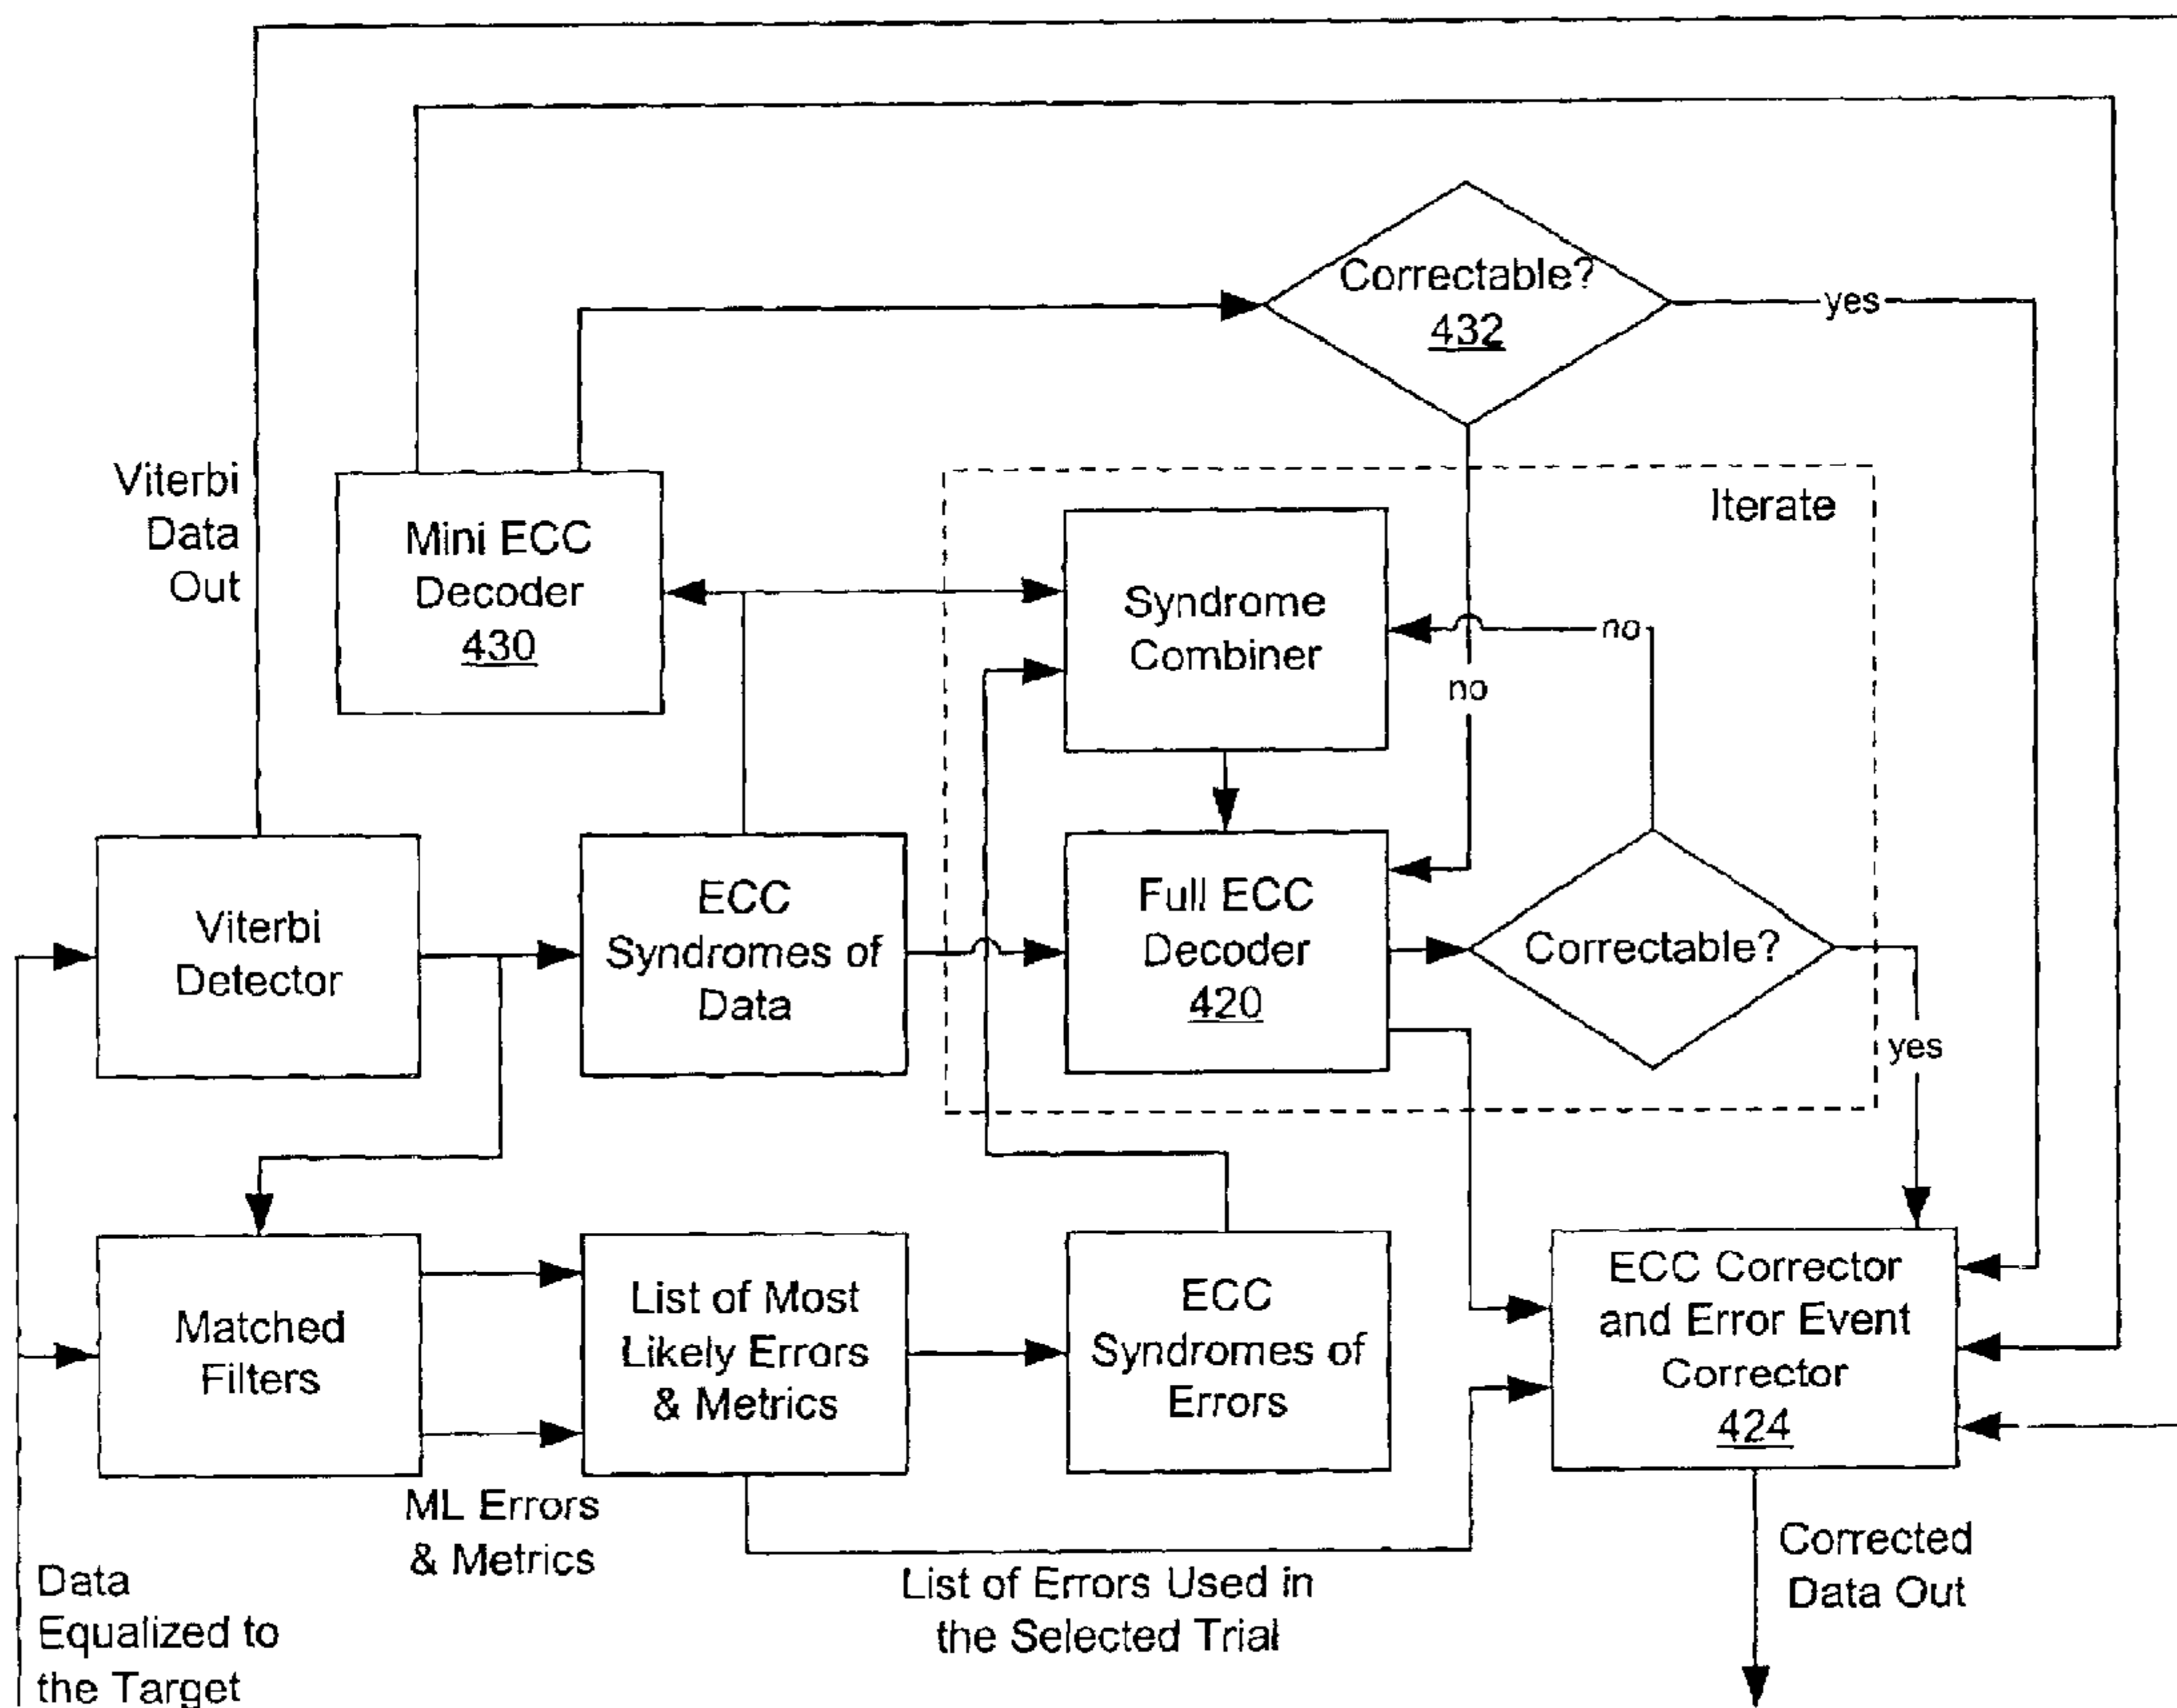 Correctable?
432
yes
Viterbi
Data
Out
Iterate
Mini ECC
Decoder
430
Syndrome
Combiner
no
no
Viterbi
Detector
ECC
Syndromes of
Data
Full ECC
Decoder
420
Correctable?
yes
Matched
Filters
List of Most
Likely Errors
& Metrics
ECC
Syndromes of
Errors
ECC Corrector
and Error Event
Corrector
424
ML Errors
& Metrics
Data
Equalized to
the Target
List of Errors Used in
the Selected Trial
Corrected
Data Out